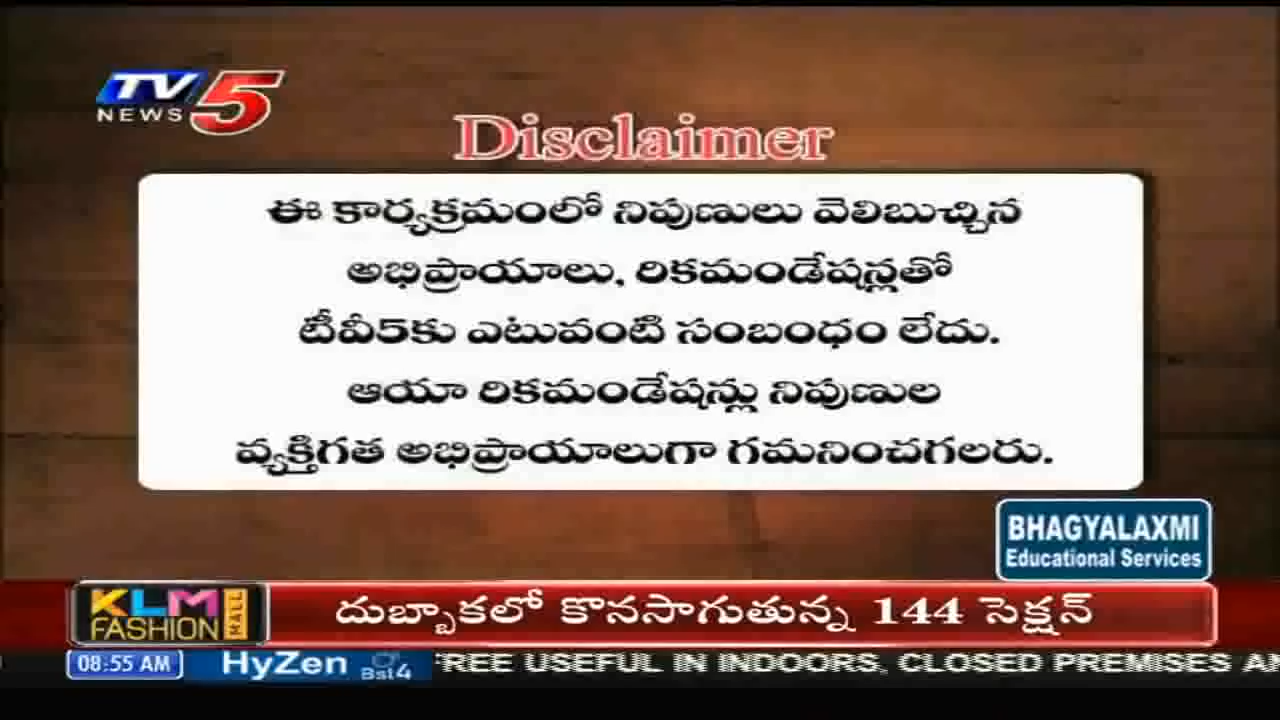 TV5
NEWS
Disclaimer
ఈ కార్యక్రమంలో నిపుణులు వెలిబుచ్చిన
అభిప్రాయాలు, రికమండేషన్లతో
టీవీ5కు ఎటువంటి సంబంధం లేదు.
ఆయా రికమండేషన్లు నిపుణుల
వ్యక్తిగత అభిప్రాయాలుగా గమనించగలరు.
BHAGYALAXMI
Educational Services
KLM
FASHION MALL
దుబ్బాకలో కొనసాగుతున్న 144 సెక్షన్
08:55 AM HyZen FREE USEFUL IN INDOORS, CLOSED PREMISES